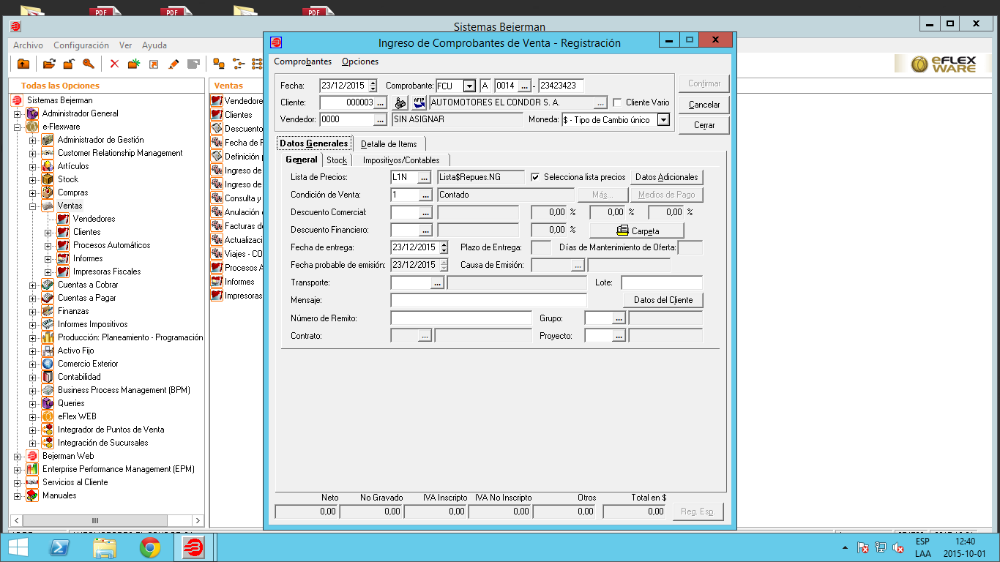 PDF PDF PDF
Sistemas Bejerman
Archivo Configuración Ver Ayuda
eFLEX WARE
Todas las Opciones
Sistemas Bejerman
Administrador General
e-Flexware
Administrador de Gestión
Customer Relationship Management
Artículos
Stock
Compras
Ventas
Vendedores
Clientes
Procesos Automáticos
Informes
Impresoras Fiscales
Cuentas a Cobrar
Cuentas a Pagar
Finanzas
Informes Impositivos
Producción: Planeamiento - Programación
Activo Fijo
Comercio Exterior
Contabilidad
Business Process Management (BPM)
Queries
eFlex WEB
Integrador de Puntos de Venta
Integración de Sucursales
Bejerman Web
Enterprise Performance Management (EPM)
Servicios al Cliente
Manuales
Ventas
Vendedore
Clientes
Descuento
Fecha de F
Definición p
Ingreso de
Ingreso de
Consulta y
Anulación d
Facturas d
Actualizaci
Viajes - CO
Procesos A
Informes
Impresoras
Ingreso de Comprobantes de Venta - Registración
Comprobantes Opciones
Fecha: 23/12/2015 Comprobante: FCU A 0014 ... - 23423423
Cliente: 000003 ... AFIP AUTOMOTORES EL CONDOR S. A. ... Cliente Vario
Vendedor: 0000 ... SIN ASIGNAR Moneda: $ - Tipo de Cambio único
Confirmar
Cancelar
Cerrar
Datos Generales Detalle de Items
General Stock Impositivos/Contables
Lista de Precios: L1N ... Lista$Repues.NG Selecciona lista precios Datos Adicionales
Condición de Venta: 1 ... Contado Más... Medios de Pago
Descuento Comercial: ... 0,00 % 0,00 % 0,00 %
Descuento Financiero: ... 0,00 % Carpeta
Fecha de entrega: 23/12/2015 Plazo de Entrega: Días de Mantenimiento de Oferta:
Fecha probable de emisión: 23/12/2015 Causa de Emisión: ...
Transporte: ... Lote:
Mensaje: Datos del Cliente
Número de Remito: Grupo: ...
Contrato: ... Proyecto: ...
Neto No Gravado IVA Inscripto IVA No Inscripto Otros Total en $
0,00 0,00 0,00 0,00 0,00 0,00 Reg. Esp.
ESP 12:40
LAA 2015-10-01